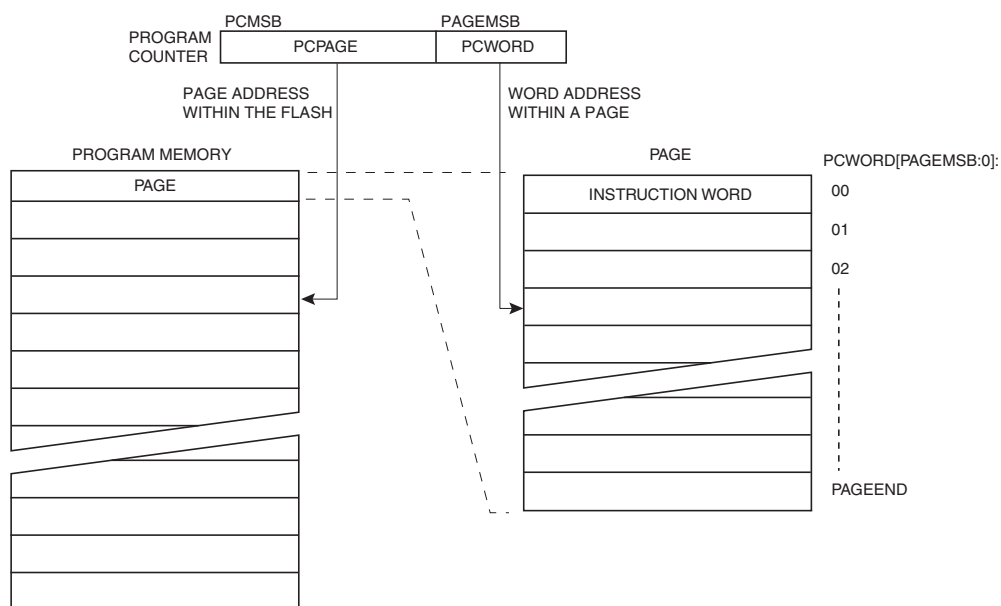 PCMSB
PAGEMSB
PROGRAM
COUNTER
PCPAGE
PCWORD
PAGE ADDRESS
WITHIN THE FLASH
WORD ADDRESS
WITHIN A PAGE
PROGRAM MEMORY
PAGE
PAGE
PCWORD[PAGEMSB:0]:
INSTRUCTION WORD
00
01
02
PAGEEND